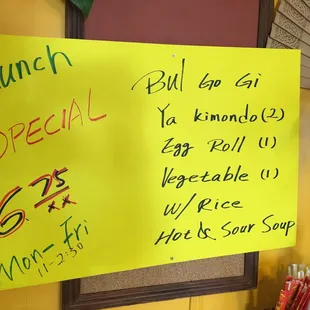 unch
SPECIAL
6.75
xx
Mon-Fri
11-2:30
Bul Go Gi
Ya kimondo (2)
Egg Roll (1)
Vegetable (1)
w/ Rice
Hot & Sour Soup